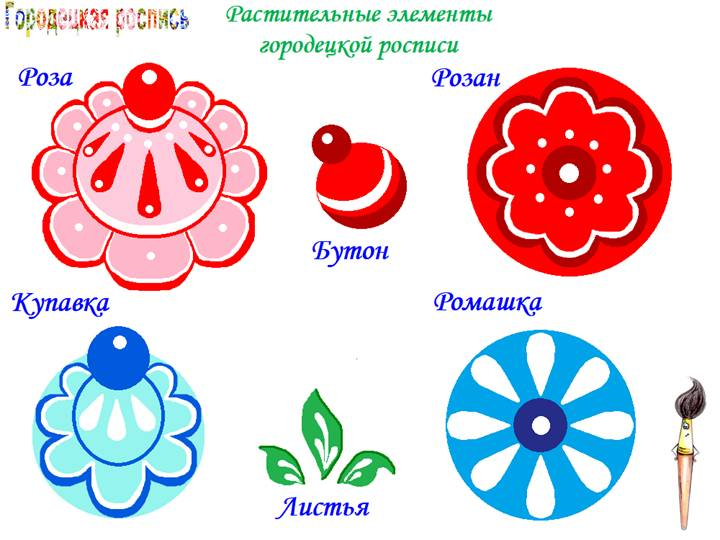 Городецкая роспись
Растительные элементы
городецкой росписи
Роза
Розан
Бутон
Купавка
Ромашка
Листья